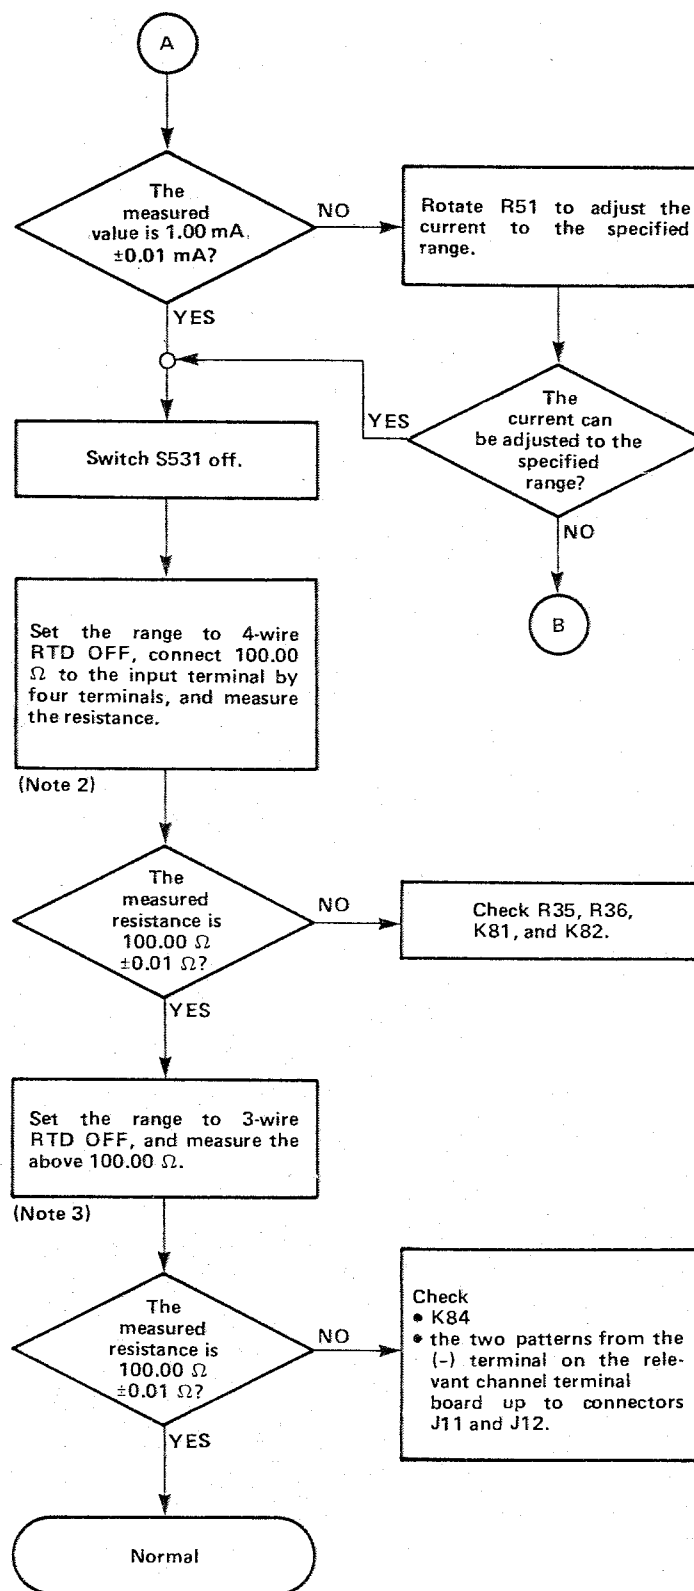 A
The
measured
value is 1.00 mA
±0.01 mA?
NO
Rotate R51 to adjust the
current to the specified
range.
YES
The
current can
be adjusted to the
specified
range?
YES
NO
B
Switch S531 off.
Set the range to 4-wire
RTD OFF, connect 100.00
Ω to the input terminal by
four terminals, and measure
the resistance.
(Note 2)
The
measured
resistance is
100.00 Ω
±0.01 Ω?
NO
Check R35, R36,
K81, and K82.
YES
Set the range to 3-wire
RTD OFF, and measure the
above 100.00 Ω.
(Note 3)
The
measured
resistance is
100.00 Ω
±0.01 Ω?
NO
Check
• K84
• the two patterns from the
(-) terminal on the rele-
vant channel terminal
board up to connectors
J11 and J12.
YES
Normal